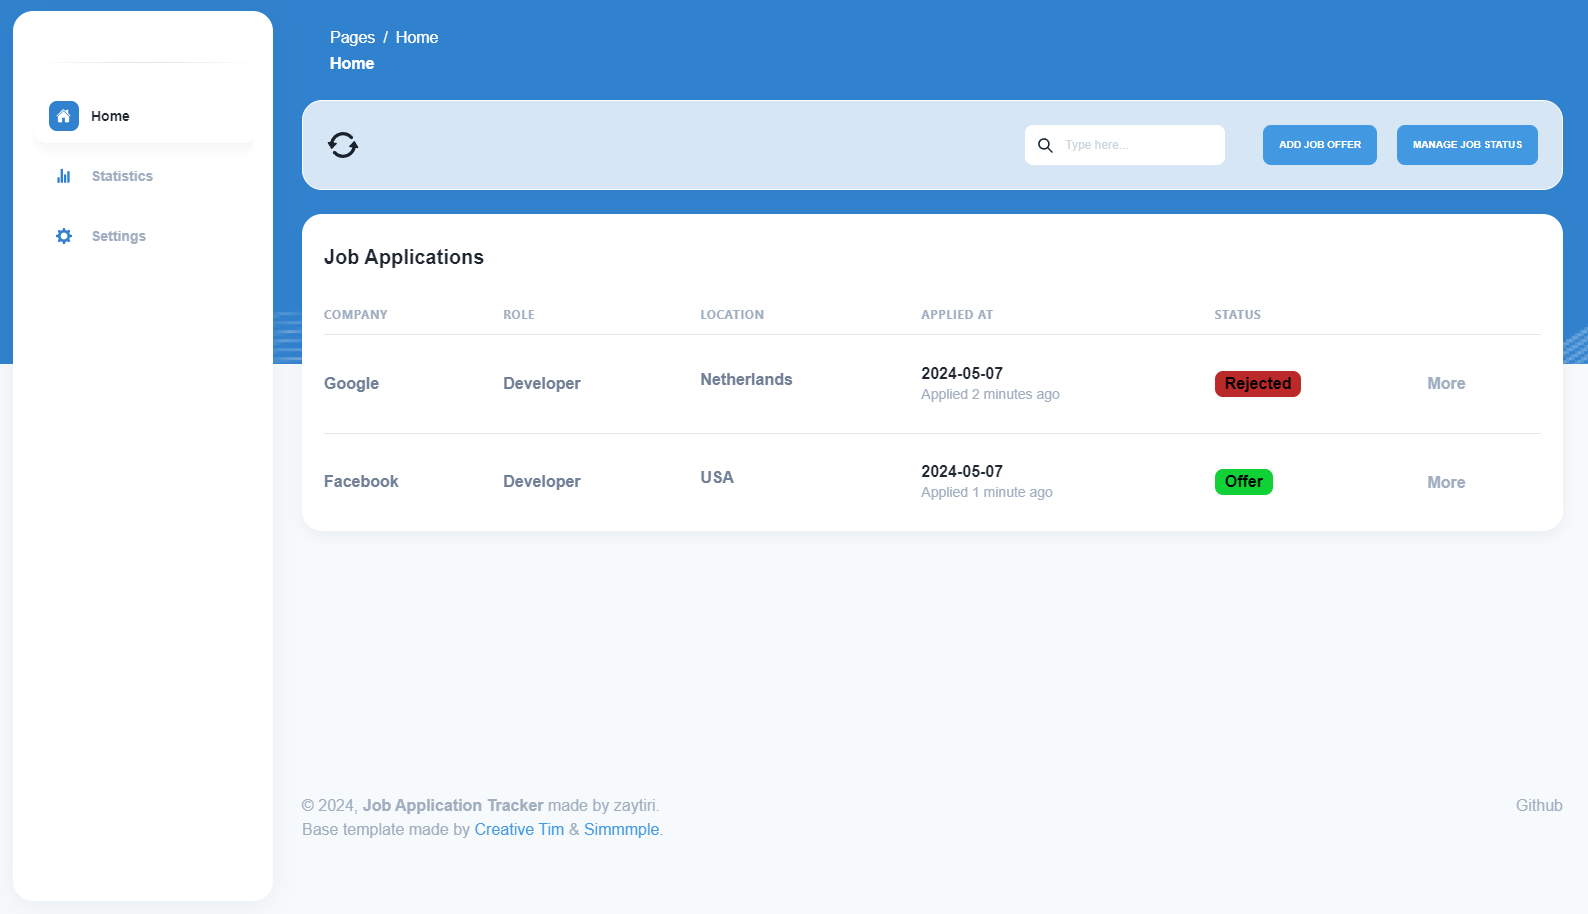 Pages / Home
Home
Home
Statistics
Settings
Type here...
ADD JOB OFFER
MANAGE JOB STATUS
Job Applications
COMPANY ROLE LOCATION APPLIED AT STATUS
Google Developer Netherlands 2024-05-07 Rejected More
Applied 2 minutes ago
Facebook Developer USA 2024-05-07 Offer More
Applied 1 minute ago
© 2024, Job Application Tracker made by zaytiri.
Github
Base template made by Creative Tim & Simmmple.